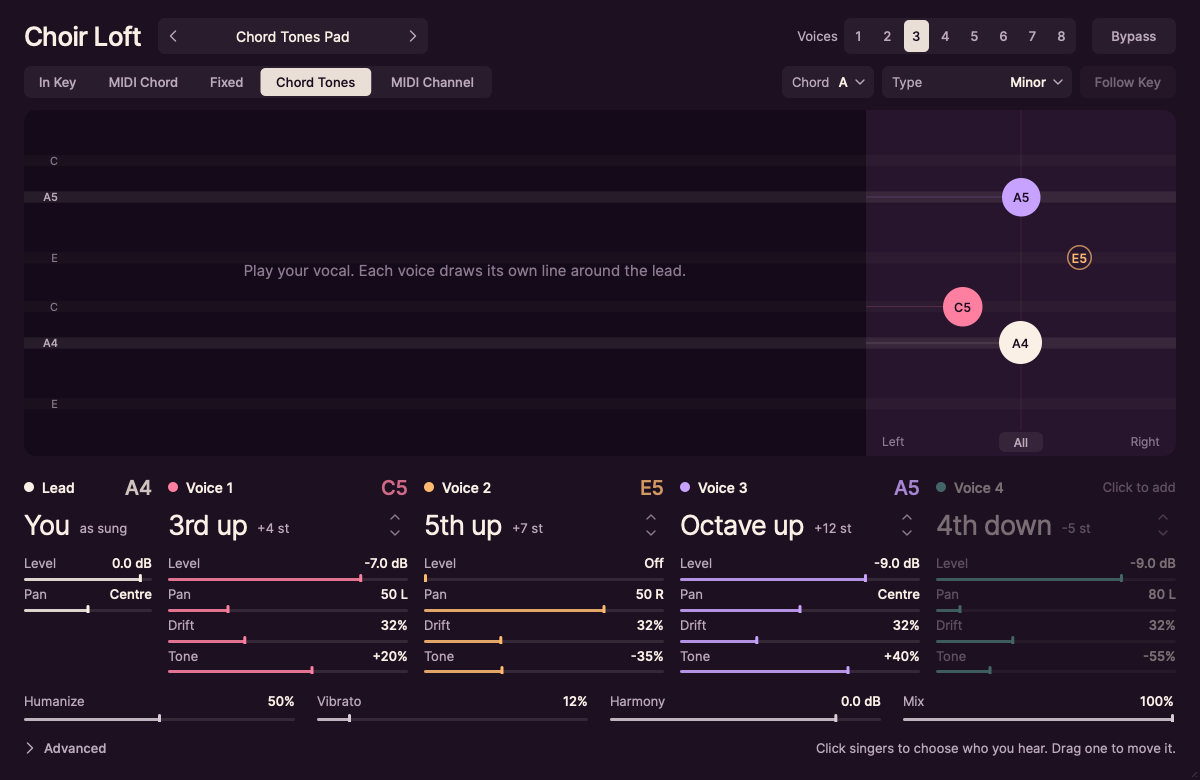 Choir Loft
Chord Tones Pad
Voices 1 2 3 4 5 6 7 8
Bypass
In Key MIDI Chord Fixed Chord Tones MIDI Channel
Chord A
Type Minor
Follow Key
C
A5
A5
E
E5
Play your vocal. Each voice draws its own line around the lead.
C
C5
A4
A4
E
Left All Right
Lead A4
You as sung
Level 0.0 dB
Pan Centre
Voice 1 C5
3rd up +4 st
Level -7.0 dB
Pan 50 L
Drift 32%
Tone +20%
Voice 2 E5
5th up +7 st
Level Off
Pan 50 R
Drift 32%
Tone -35%
Voice 3 A5
Octave up +12 st
Level -9.0 dB
Pan Centre
Drift 32%
Tone +40%
Voice 4 Click to add
4th down -5 st
Level -9.0 dB
Pan 80 L
Drift 32%
Tone -55%
Humanize 50%
Vibrato 12%
Harmony 0.0 dB
Mix 100%
Advanced
Click singers to choose who you hear. Drag one to move it.